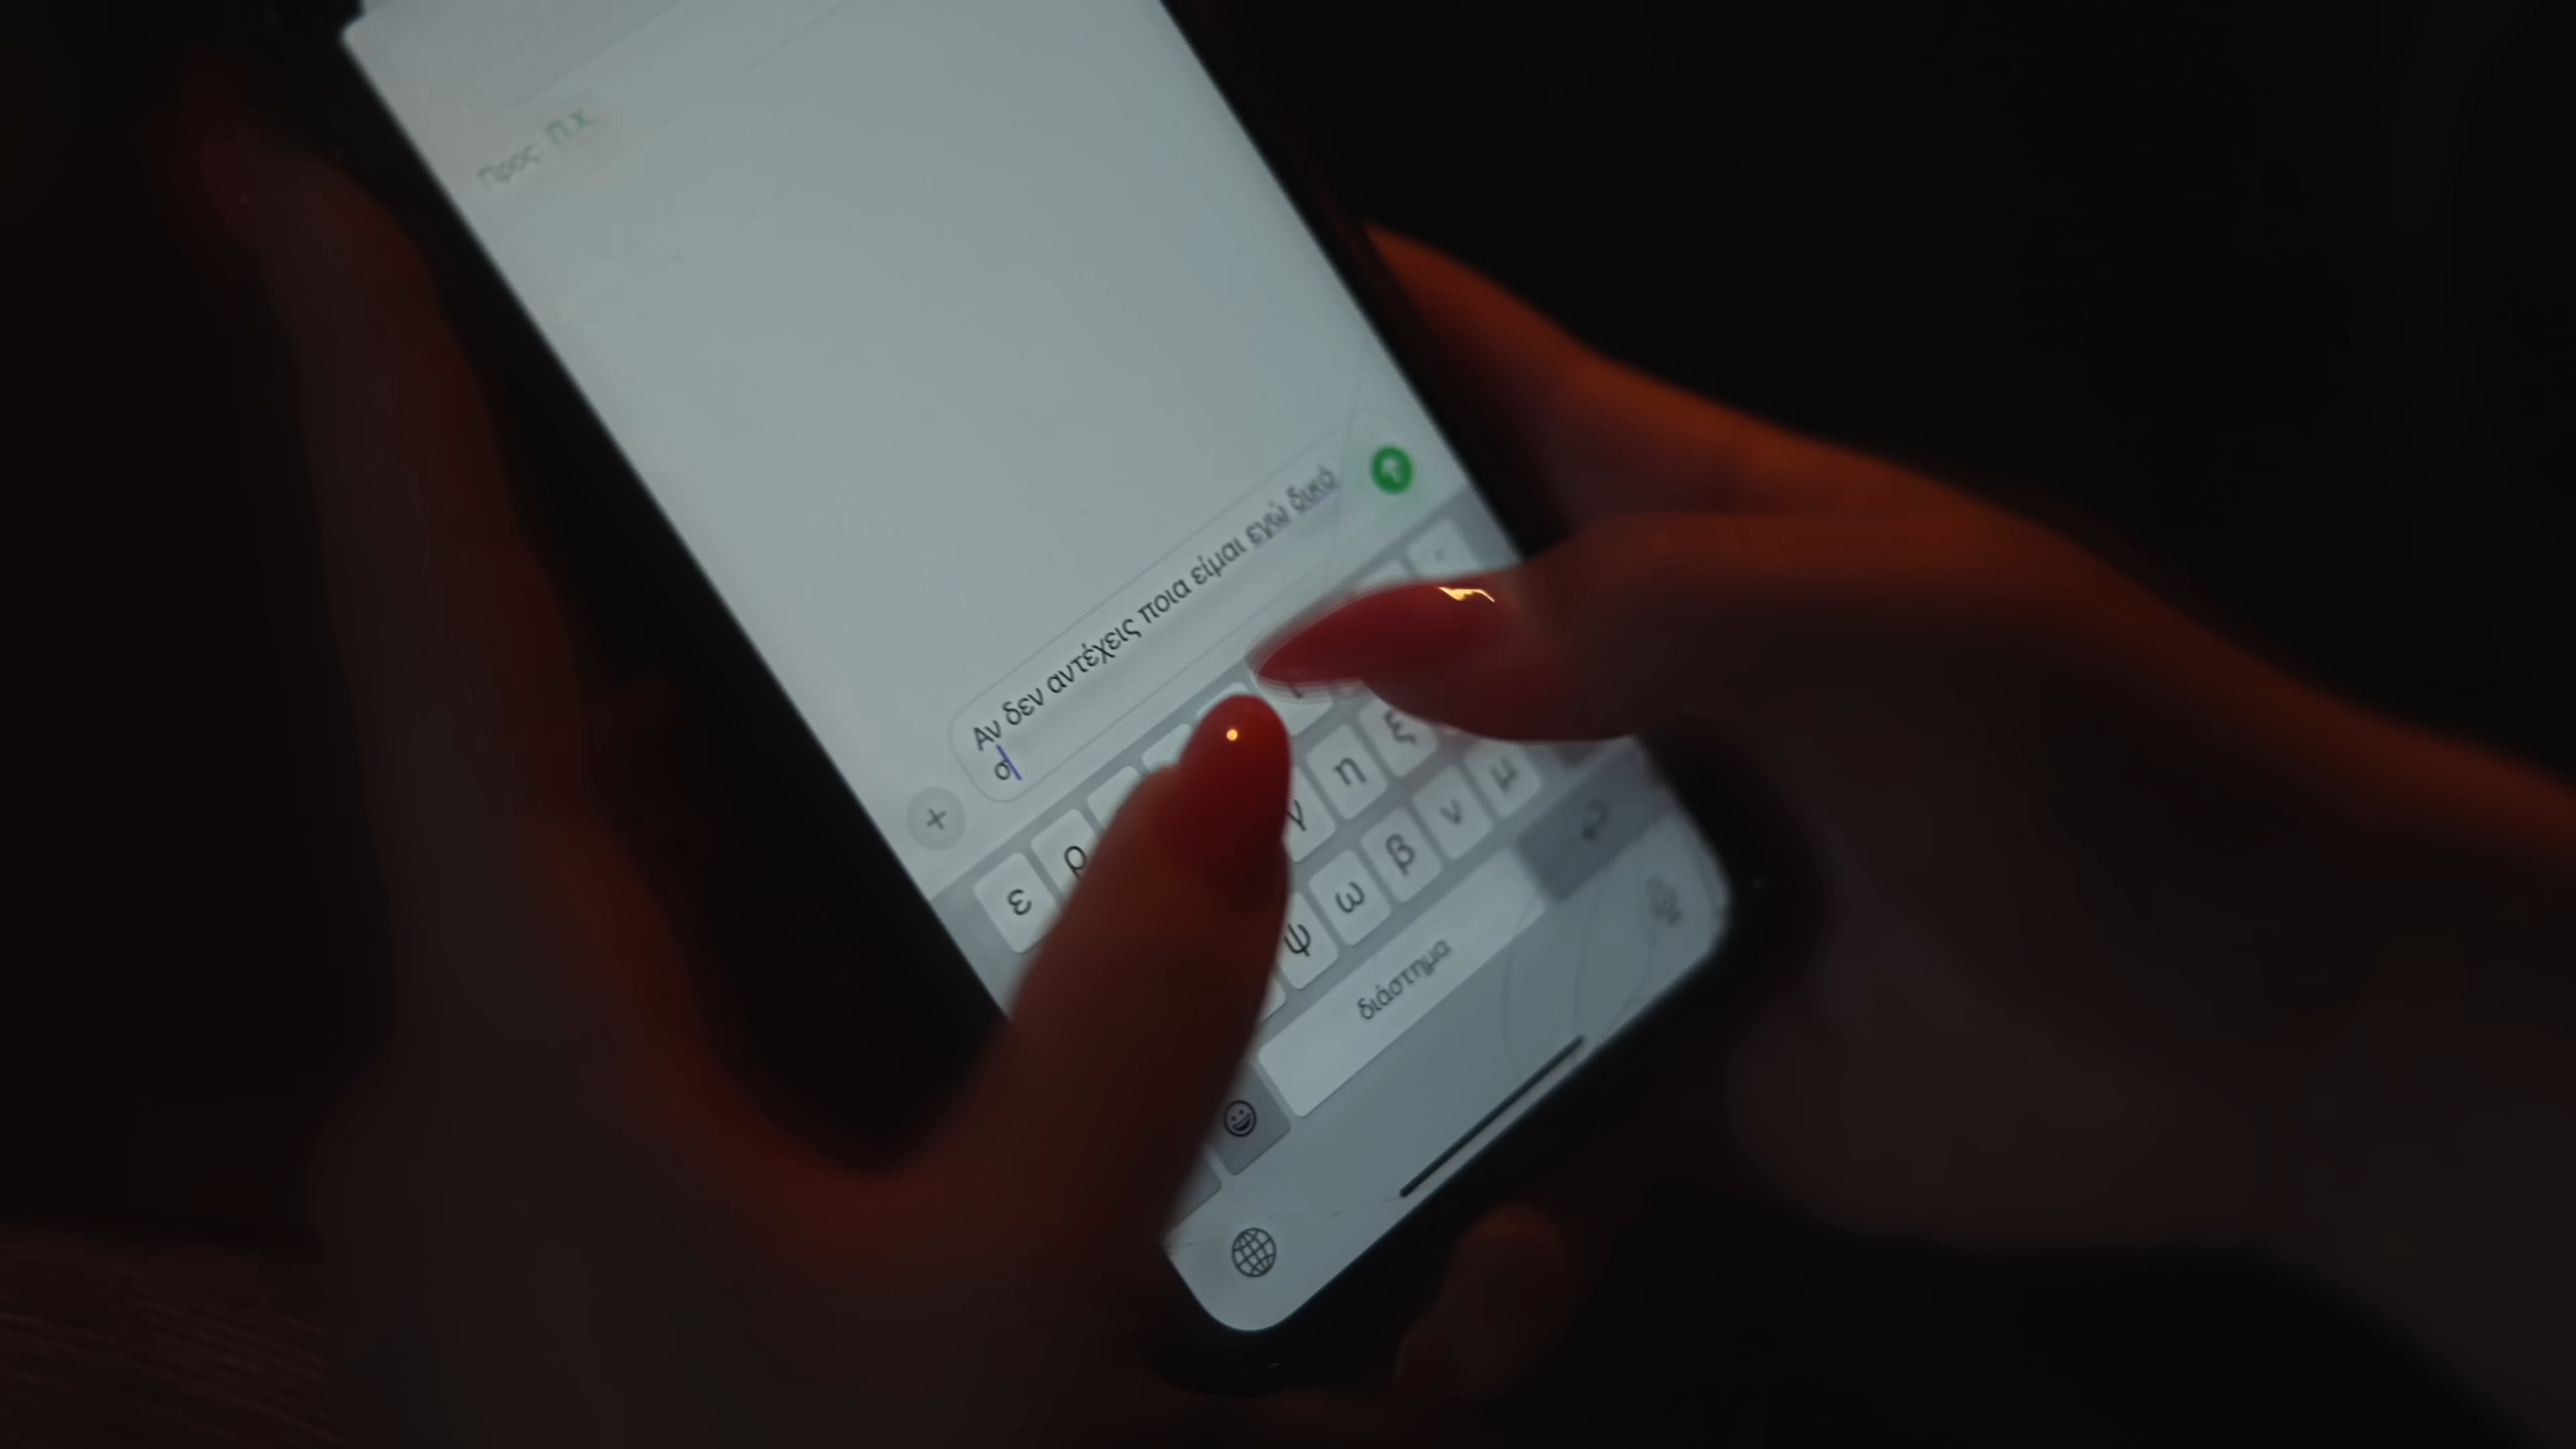 Προς: Π.χ.
Αν δεν αντέχεις ποια είμαι εγώ δικό
σ
ε ρ
γ η ξ
ψ ω β ν μ
διάστημα